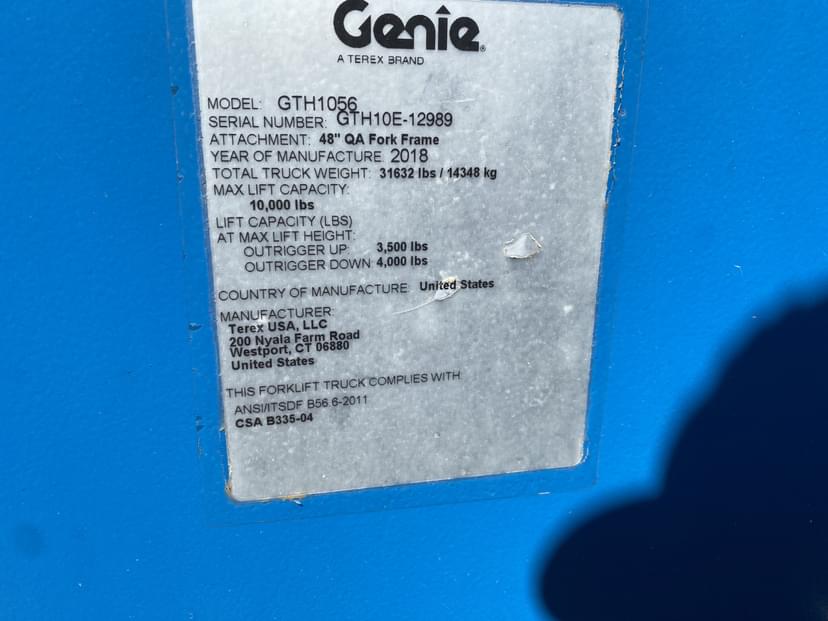 Genie®
A TEREX BRAND
MODEL: GTH1056
SERIAL NUMBER: GTH10E-12989
ATTACHMENT: 48" QA Fork Frame
YEAR OF MANUFACTURE: 2018
TOTAL TRUCK WEIGHT: 31632 lbs / 14348 kg
MAX LIFT CAPACITY:
10,000 lbs
LIFT CAPACITY (LBS)
AT MAX LIFT HEIGHT:
OUTRIGGER UP: 3,500 lbs
OUTRIGGER DOWN: 4,000 lbs
COUNTRY OF MANUFACTURE: United States
MANUFACTURER:
Terex USA, LLC
200 Nyala Farm Road
Westport, CT 06880
United States
THIS FORKLIFT TRUCK COMPLIES WITH:
ANSI/ITSDF B56.6-2011
CSA B335-04